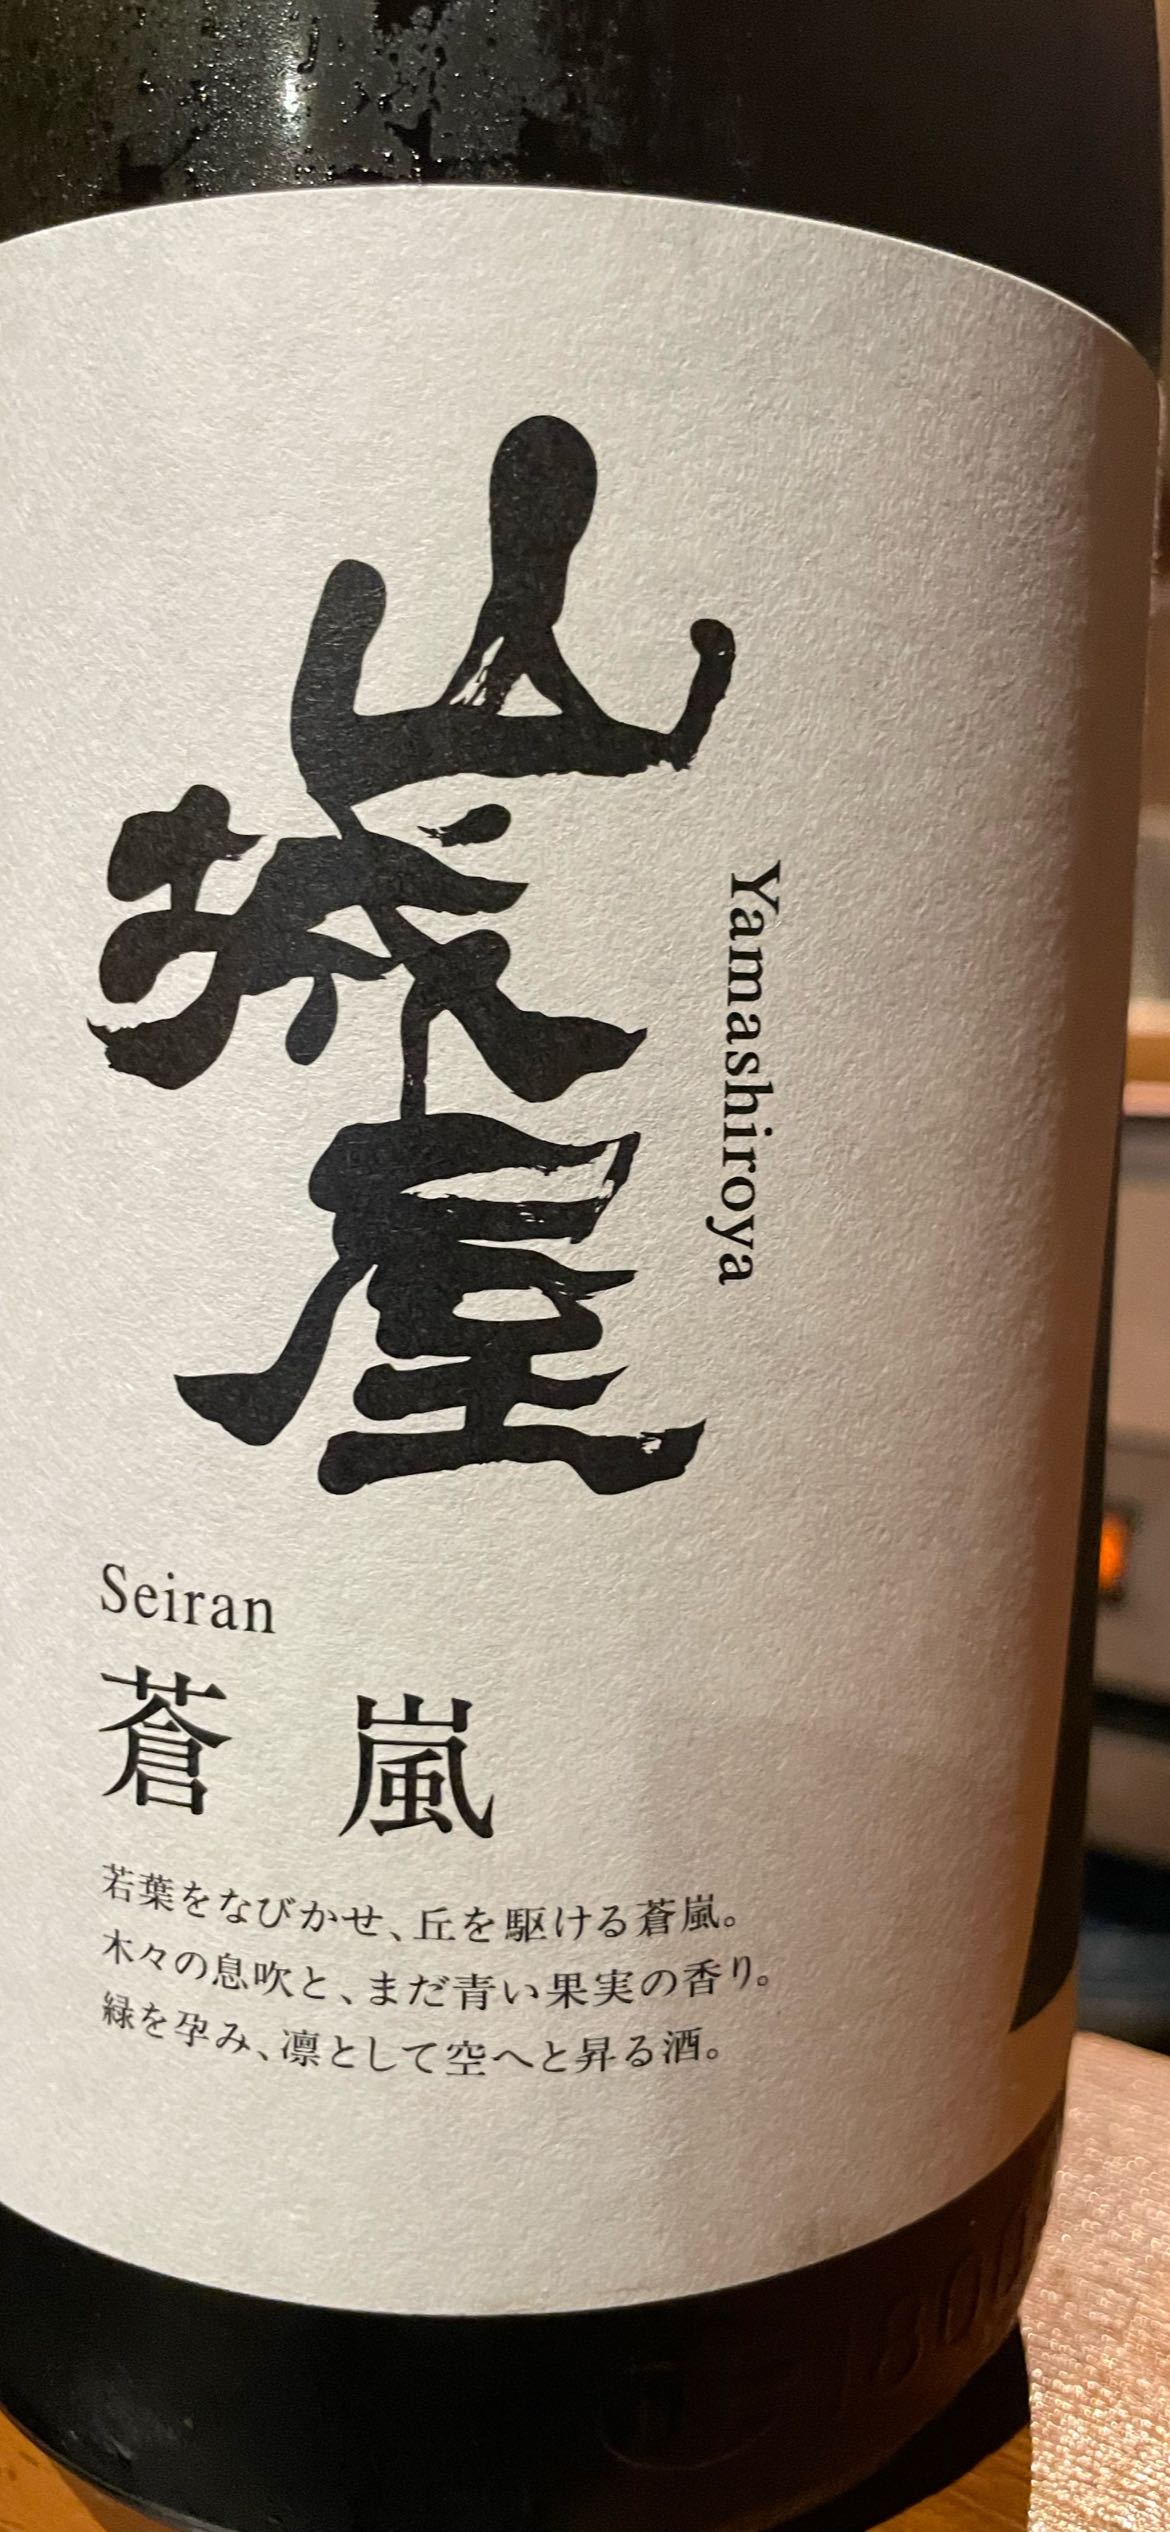 山城屋
Yamashiroya
Seiran
蒼嵐
若葉をなびかせ、丘を駆ける蒼嵐。
木々の息吹と、まだ青い果実の香り。
緑を孕み、凛として空へと昇る酒。